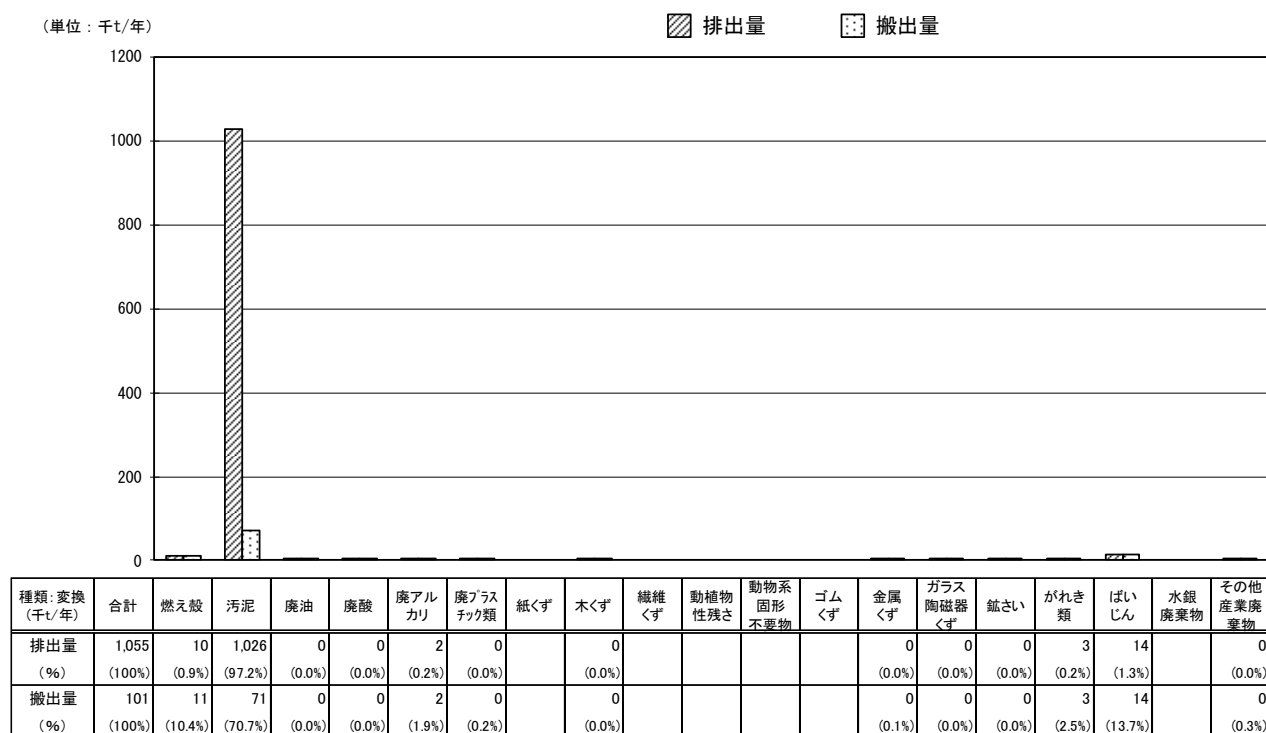 (単位:千t/年)
排出量 搬出量
1200
1000
800
600
400
200
0
種類:変換 (千t/年) 合計 燃え殻 汚泥 廃油 廃酸 廃アルカリ 廃プラスチック類 紙くず 木くず 繊維くず 動植物性残さ 動物系固形不要物 ゴムくず 金属くず ガラス陶磁器くず 鉱さい がれき類 ばいじん 水銀廃棄物 その他産業廃棄物
排出量 1,055 10 1,026 0 0 2 0 0 0 0 0 3 14 0
(%) (100%) (0.9%) (97.2%) (0.0%) (0.0%) (0.2%) (0.0%) (0.0%) (0.0%) (0.0%) (0.0%) (0.2%) (1.3%) (0.0%)
搬出量 101 11 71 0 0 2 0 0 0 0 0 3 14 0
(%) (100%) (10.4%) (70.7%) (0.0%) (0.0%) (1.9%) (0.2%) (0.0%) (0.1%) (0.0%) (0.0%) (2.5%) (13.7%) (0.3%)